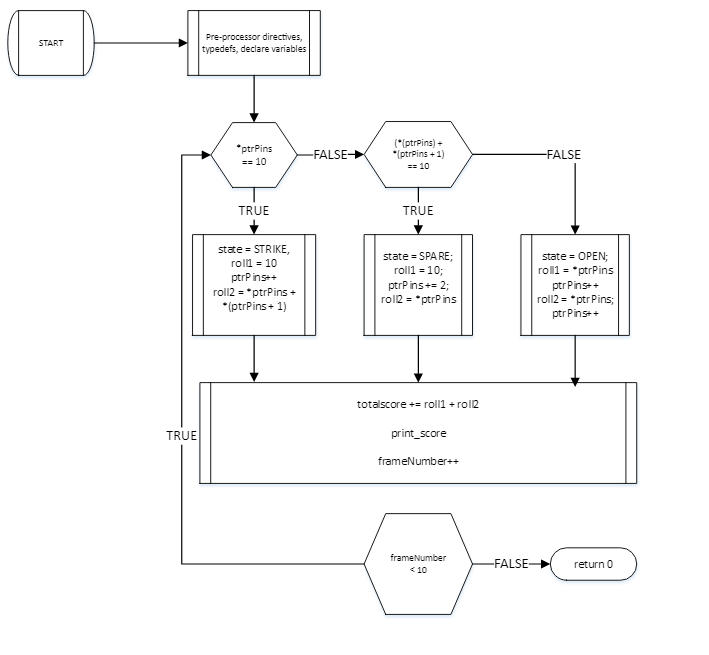 START
Pre-processor directives,
typedefs, declare variables
*ptrPins
== 10
FALSE
(*(ptrPins) +
*(ptrPins + 1)
== 10
FALSE
TRUE
TRUE
state = STRIKE,
roll1 = 10
ptrPins++
roll2 = *ptrPins +
*(ptrPins + 1)
state = SPARE;
roll1 = 10;
ptrPins += 2;
roll2 = *ptrPins
state = OPEN;
roll1 = *ptrPins
ptrPins++
roll2 = *ptrPins;
ptrPins++
totalscore += roll1 + roll2
print_score
frameNumber++
TRUE
frameNumber
< 10
FALSE
return 0